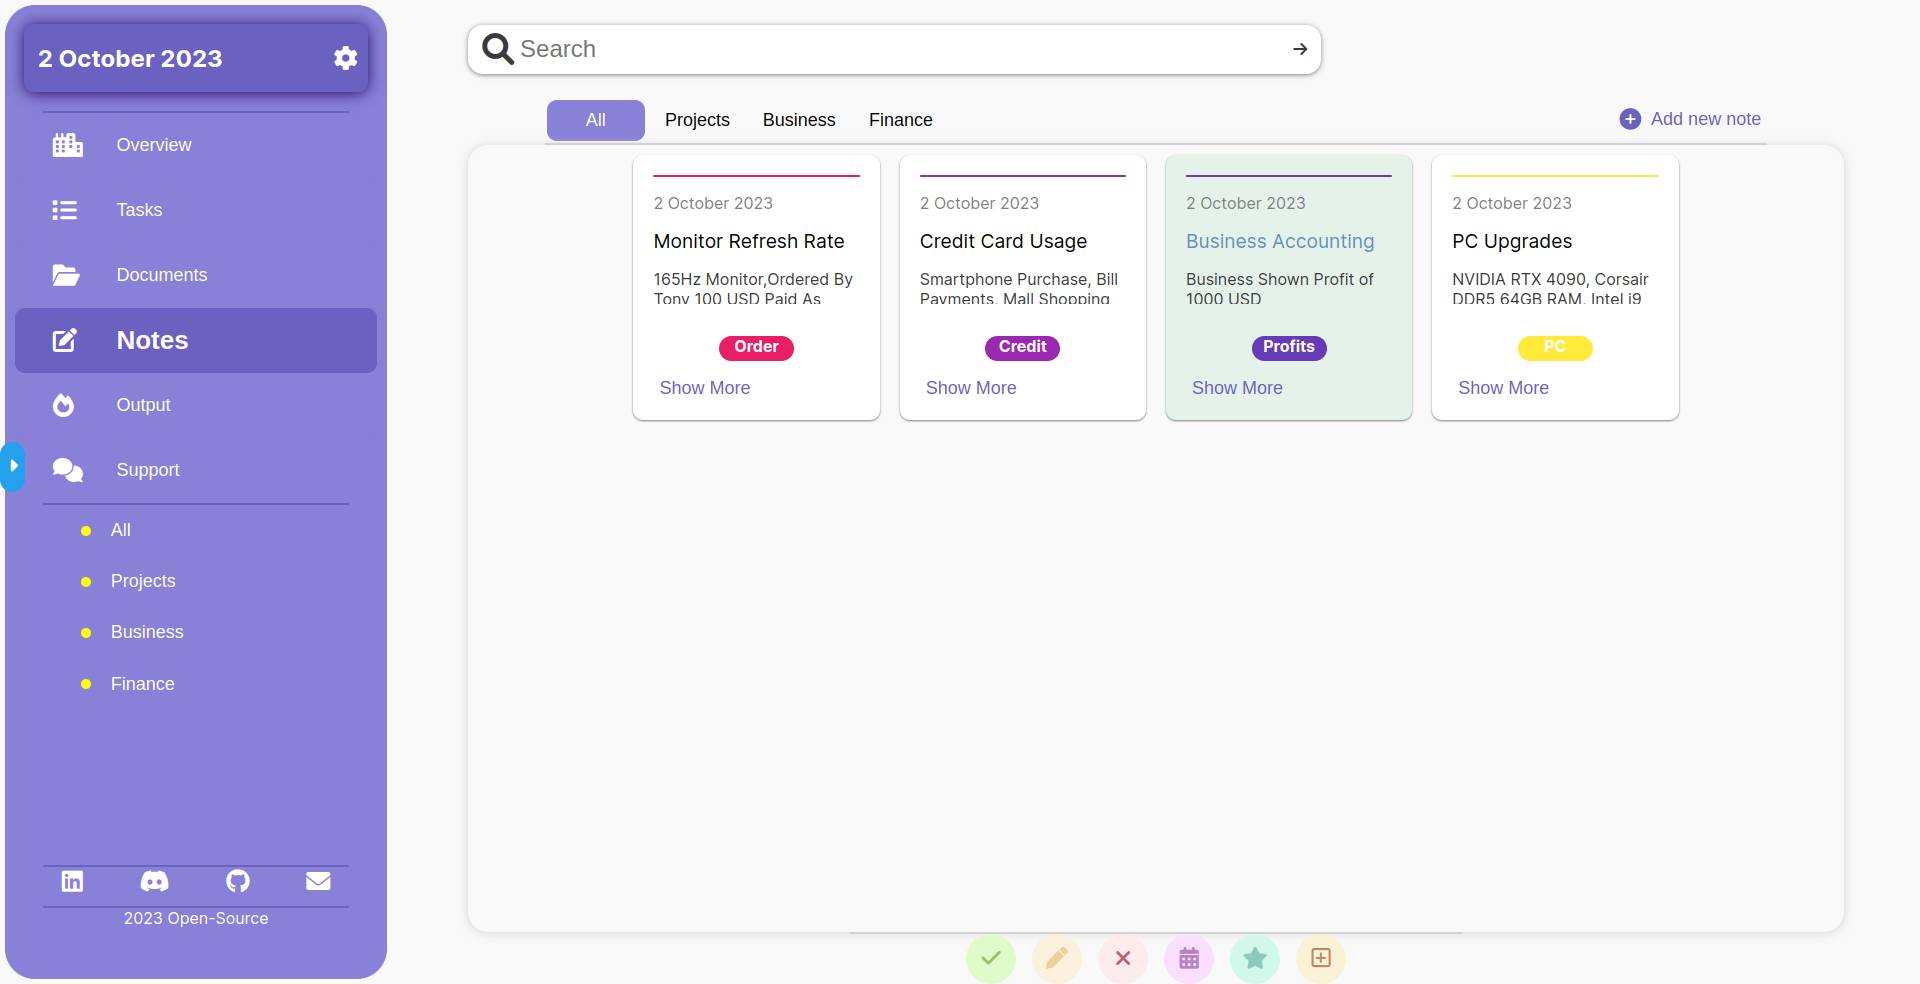 2 October 2023
Overview
Tasks
Documents
Notes
Output
Support
All
Projects
Business
Finance
2023 Open-Source
Search
All
Projects
Business
Finance
Add new note
2 October 2023
Monitor Refresh Rate
165Hz Monitor,Ordered By
Tony 100 USD Paid As
Order
Show More
2 October 2023
Credit Card Usage
Smartphone Purchase, Bill
Payments, Mall Shopping
Credit
Show More
2 October 2023
Business Accounting
Business Shown Profit of
1000 USD
Profits
Show More
2 October 2023
PC Upgrades
NVIDIA RTX 4090, Corsair
DDR5 64GB RAM, Intel i9
PC
Show More